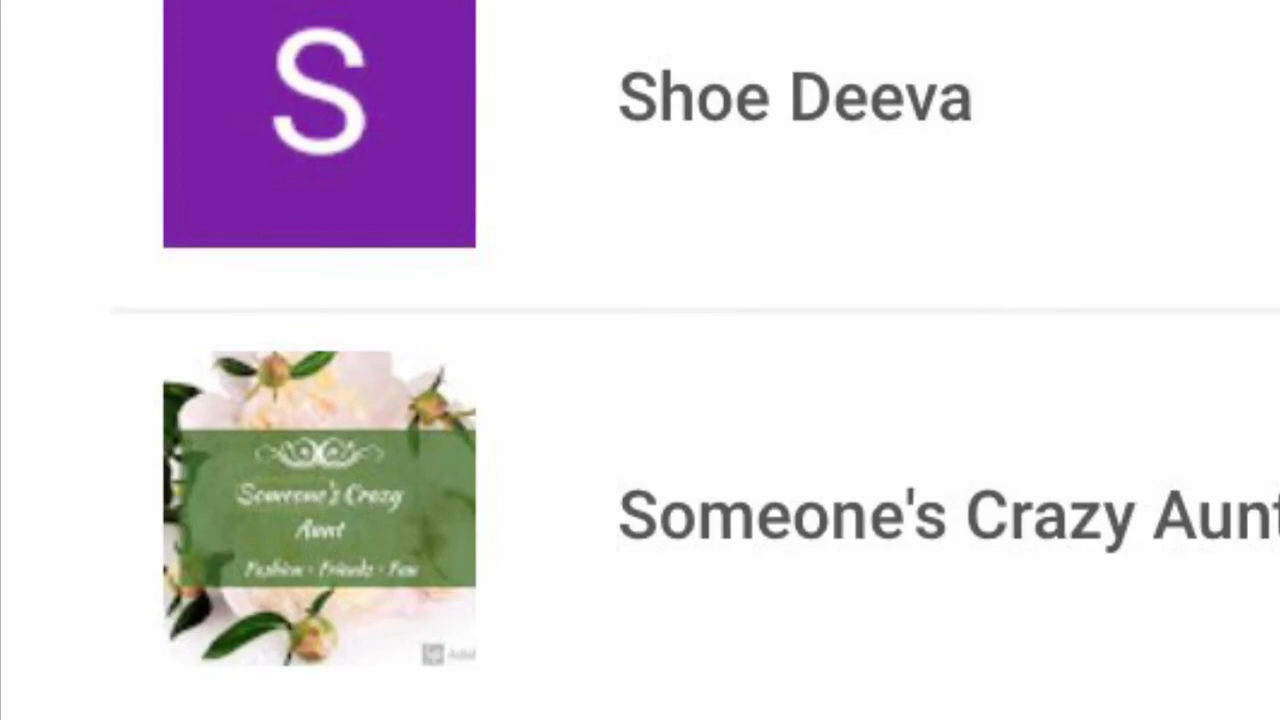 S
Shoe Deeva
Someone's Crazy
Aunt
Fashion · Friends · Fun
Someone's Crazy Aunt